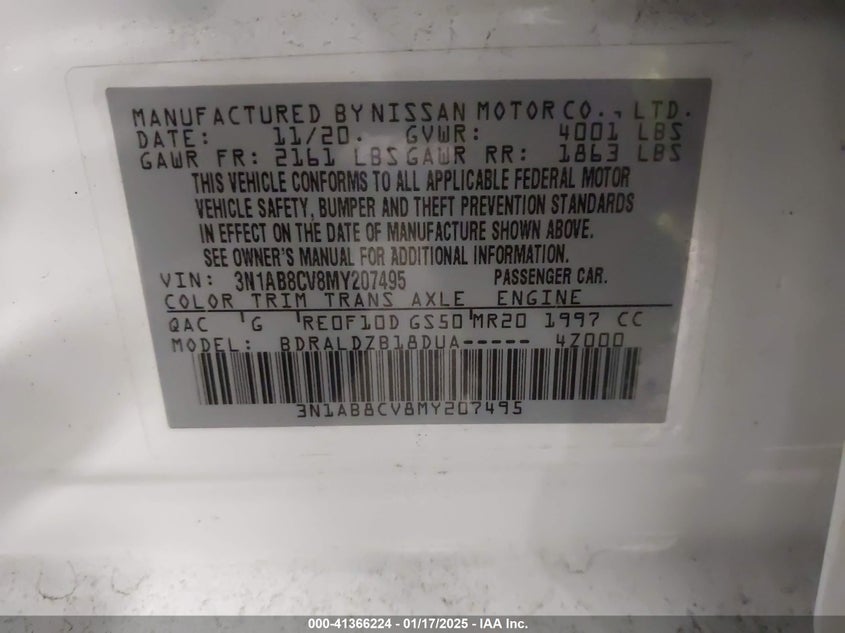 MANUFACTURED BY NISSAN MOTOR CO., LTD.
DATE: 11/20. GVWR: 4001 LBS
GAWR FR: 2161 LBS GAWR RR: 1863 LBS
THIS VEHICLE CONFORMS TO ALL APPLICABLE FEDERAL MOTOR
VEHICLE SAFETY, BUMPER AND THEFT PREVENTION STANDARDS
IN EFFECT ON THE DATE OF MANUFACTURE SHOWN ABOVE.
SEE OWNER'S MANUAL FOR ADDITIONAL INFORMATION.
VIN: 3N1AB8CV8MY207495 PASSENGER CAR.
COLOR TRIM TRANS AXLE ENGINE
QAC G RE0F10D GS50 MR20 1997 CC
MODEL: BDRALDZB18DUA----- 4Z000
3N1AB8CV8MY207495
000-41366224 - 01/17/2025 - IAA Inc.